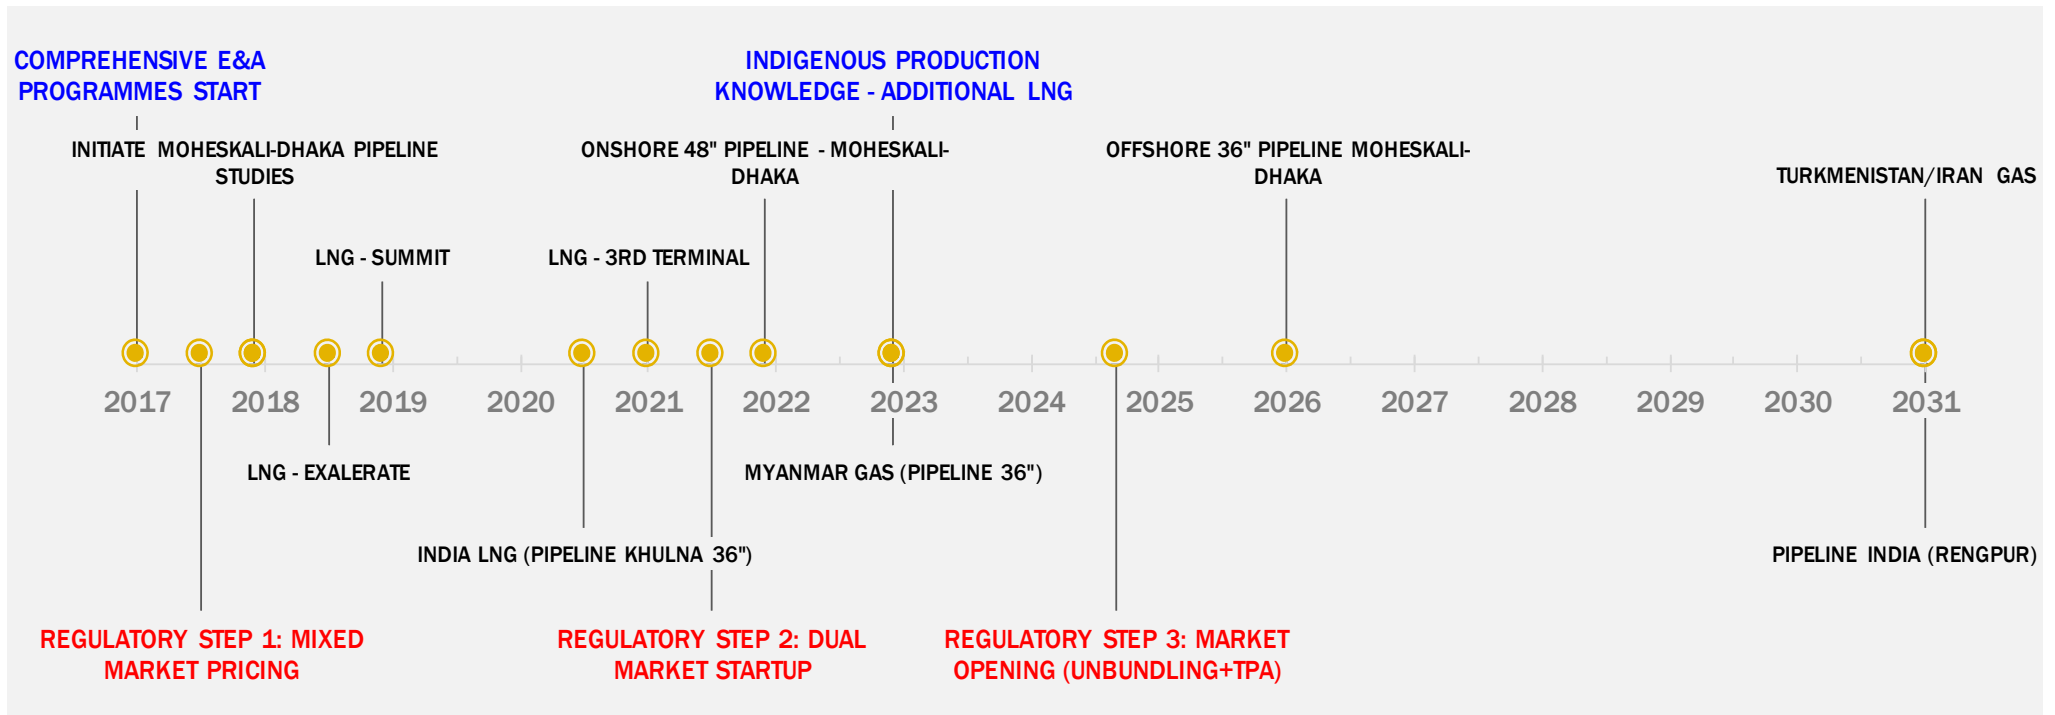 COMPREHENSIVE E&A
PROGRAMMES START
INDIGENOUS PRODUCTION
KNOWLEDGE - ADDITIONAL LNG
INITIATE MOHESKALI-DHAKA PIPELINE
STUDIES
ONSHORE 48" PIPELINE - MOHESKALI-
DHAKA
OFFSHORE 36" PIPELINE MOHESKALI-
DHAKA
TURKMENISTAN/IRAN GAS
LNG - SUMMIT
LNG - 3RD TERMINAL
2017 2018 2019 2020 2021 2022 2023 2024 2025 2026 2027 2028 2029 2030 2031
LNG - EXALERATE
MYANMAR GAS (PIPELINE 36")
INDIA LNG (PIPELINE KHULNA 36")
PIPELINE INDIA (RENGPUR)
REGULATORY STEP 1: MIXED
MARKET PRICING
REGULATORY STEP 2: DUAL
MARKET STARTUP
REGULATORY STEP 3: MARKET
OPENING (UNBUNDLING+TPA)